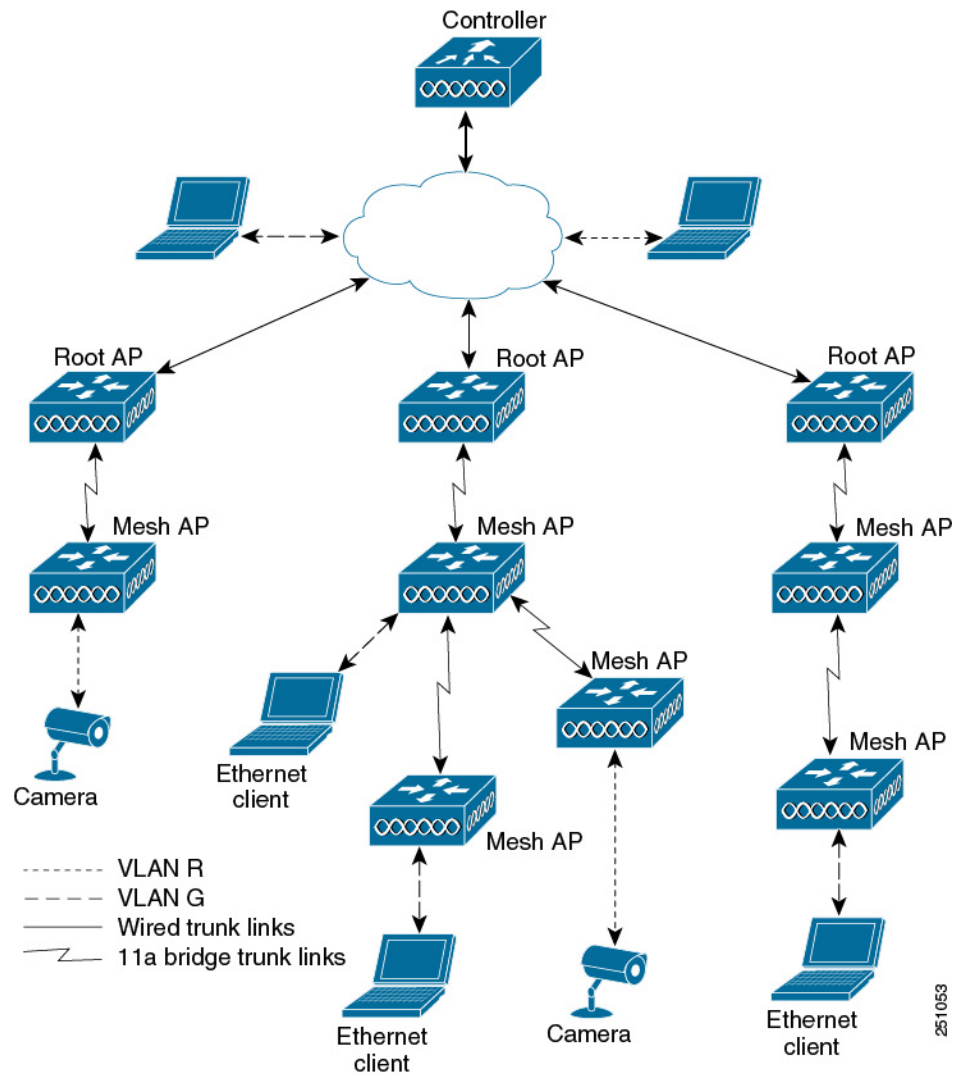 Controller
Root AP
Root AP
Root AP
Mesh AP
Mesh AP
Mesh AP
Mesh AP
Mesh AP
Ethernet
client
Camera
Mesh AP
VLAN R
VLAN G
Wired trunk links
11a bridge trunk links
Ethernet
client
Camera
Ethernet
client
251053